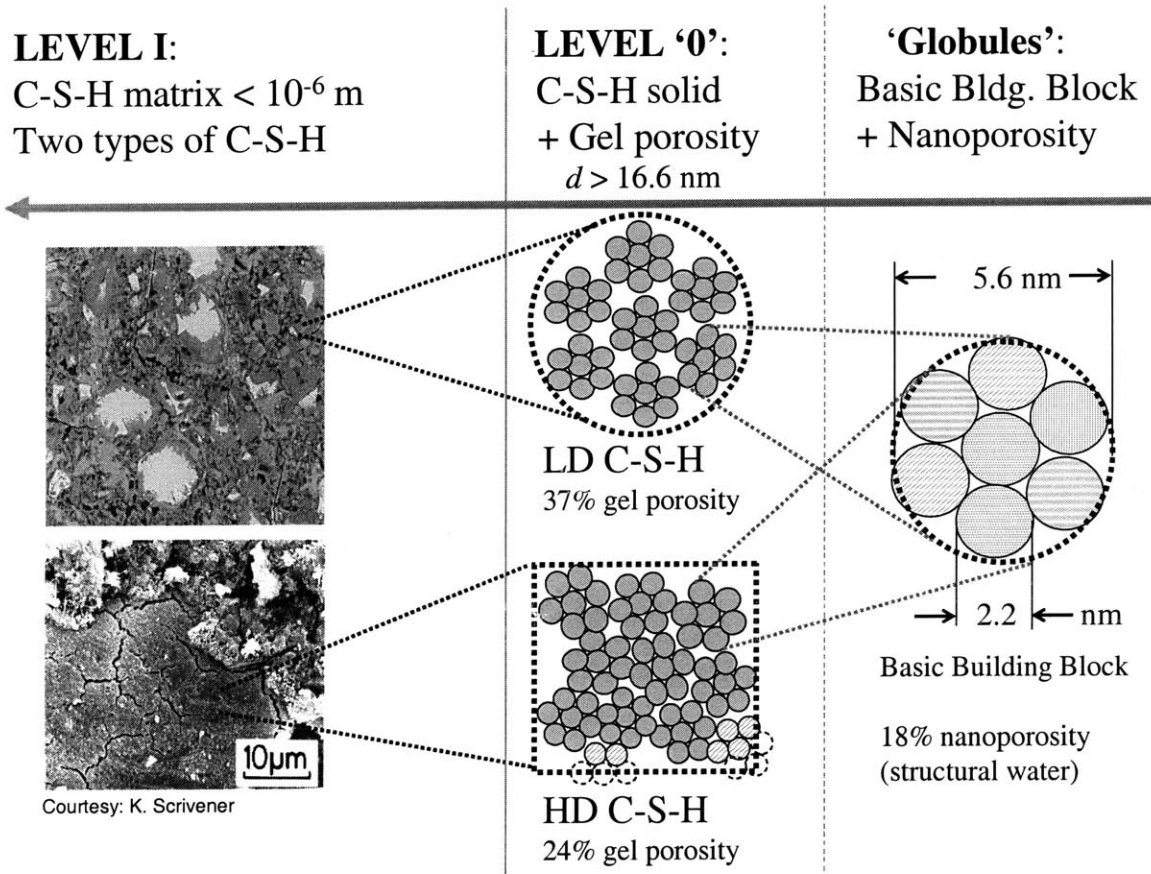 LEVEL I:
C-S-H matrix < 10⁻⁶ m
Two types of C-S-H
LEVEL ‘0’:
C-S-H solid
+ Gel porosity
d > 16.6 nm
‘Globules’:
Basic Bldg. Block
+ Nanoporosity
5.6 nm
LD C-S-H
37% gel porosity
2.2 nm
Basic Building Block
18% nanoporosity
(structural water)
10µm
Courtesy: K. Scrivener
HD C-S-H
24% gel porosity